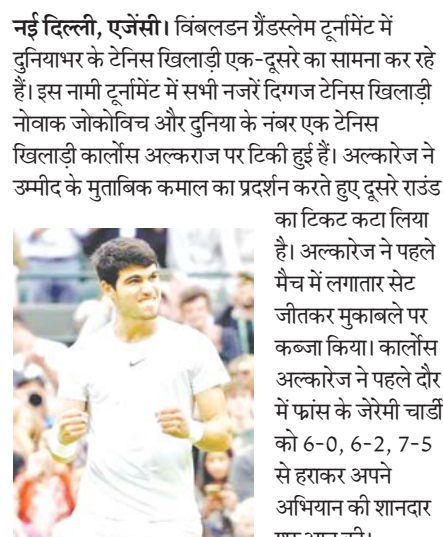 नई दिल्ली, एजेंसी। विंबलडन ग्रैंडस्लेम टूर्नामेंट में
दुनियाभर के टेनिस खिलाड़ी एक-दूसरे का सामना कर रहे
हैं। इस नामी टूर्नामेंट में सभी नजरें दिग्गज टेनिस खिलाड़ी
नोवाक जोकोविच और दुनिया के नंबर एक टेनिस
खिलाड़ी कार्लोस अल्कराज पर टिकी हुई हैं। अल्कारेज ने
उम्मीद के मुताबिक कमाल का प्रदर्शन करते हुए दूसरे राउंड
का टिकट कटा लिया
है। अल्कारेज ने पहले
मैच में लगातार सेट
जीतकर मुकाबले पर
कब्जा किया। कार्लोस
अल्कारेज ने पहले दौर
में फ्रांस के जेरेमी चार्डी
को 6-0, 6-2, 7-5
से हराकर अपने
अभियान की शानदार